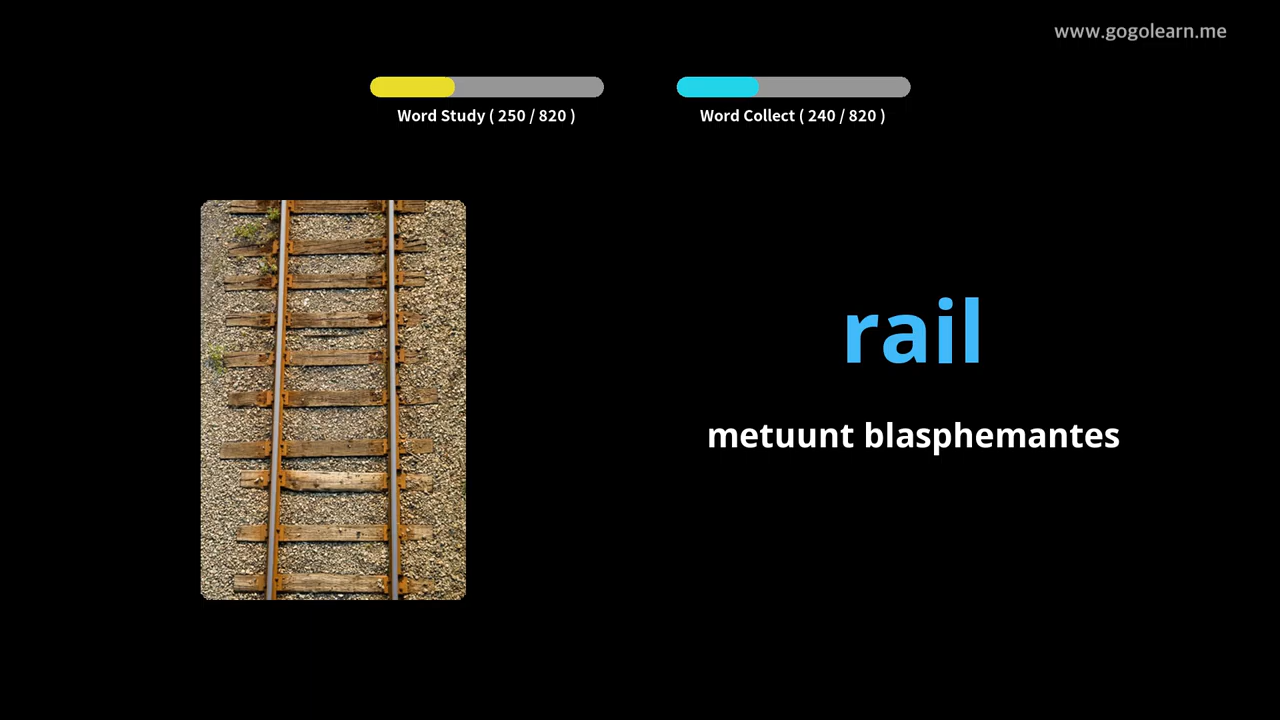 www.gogolearn.me
Word Study ( 250 / 820 )
Word Collect ( 240 / 820 )
rail
metuunt blasphemantes